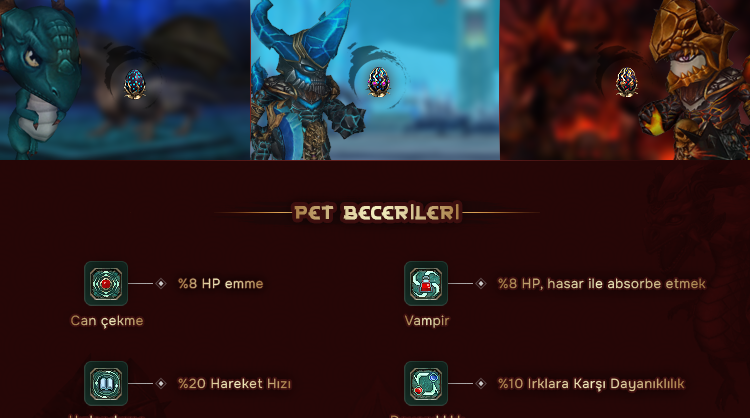 PET BECERİLERİ
%8 HP emme
Can çekme
%8 HP, hasar ile absorbe etmek
Vampir
%20 Hareket Hızı
%10 Irklara Karşı Dayanıklılık